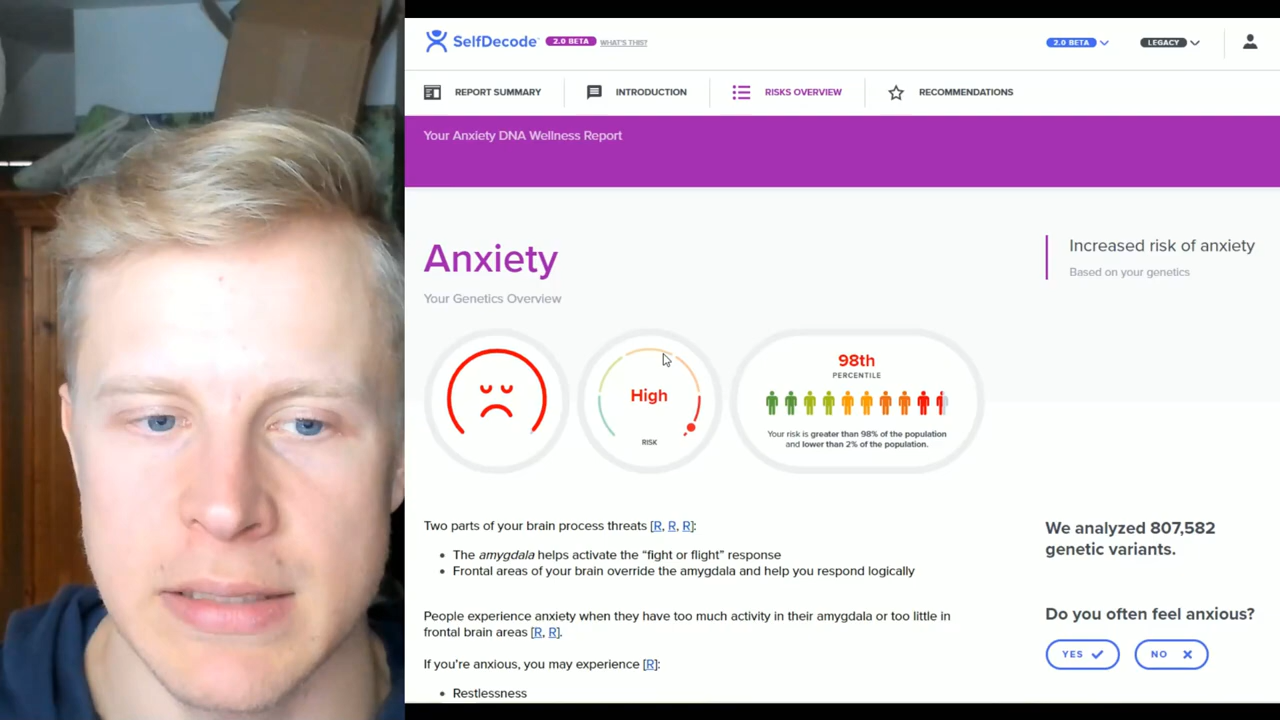 SelfDecode 2.0 BETA WHAT'S THIS?
2.0 BETA LEGACY
REPORT SUMMARY INTRODUCTION RISKS OVERVIEW RECOMMENDATIONS
Your Anxiety DNA Wellness Report
Anxiety
Your Genetics Overview
Increased risk of anxiety
Based on your genetics
High
RISK
98th
PERCENTILE
Your risk is greater than 98% of the population
and lower than 2% of the population.
Two parts of your brain process threats [R, R, R]:
• The amygdala helps activate the “fight or flight” response
• Frontal areas of your brain override the amygdala and help you respond logically
People experience anxiety when they have too much activity in their amygdala or too little in
frontal brain areas [R, R].
If you’re anxious, you may experience [R]:
• Restlessness
We analyzed 807,582
genetic variants.
Do you often feel anxious?
YES NO